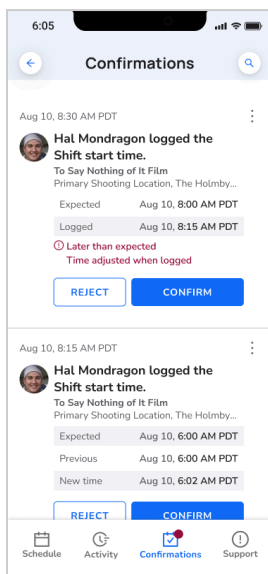 6:05
Confirmations
Aug 10, 8:30 AM PDT
Hal Mondragon logged the
Shift start time.
To Say Nothing of It Film
Primary Shooting Location, The Holmby...
Expected Aug 10, 8:00 AM PDT
Logged Aug 10, 8:15 AM PDT
Later than expected
Time adjusted when logged
REJECT CONFIRM
Aug 10, 8:15 AM PDT
Hal Mondragon logged the
Shift start time.
To Say Nothing of It Film
Primary Shooting Location, The Holmby...
Expected Aug 10, 6:00 AM PDT
Previous Aug 10, 6:00 AM PDT
New time Aug 10, 6:02 AM PDT
REJECT CONFIRM
Schedule Activity Confirmations Support